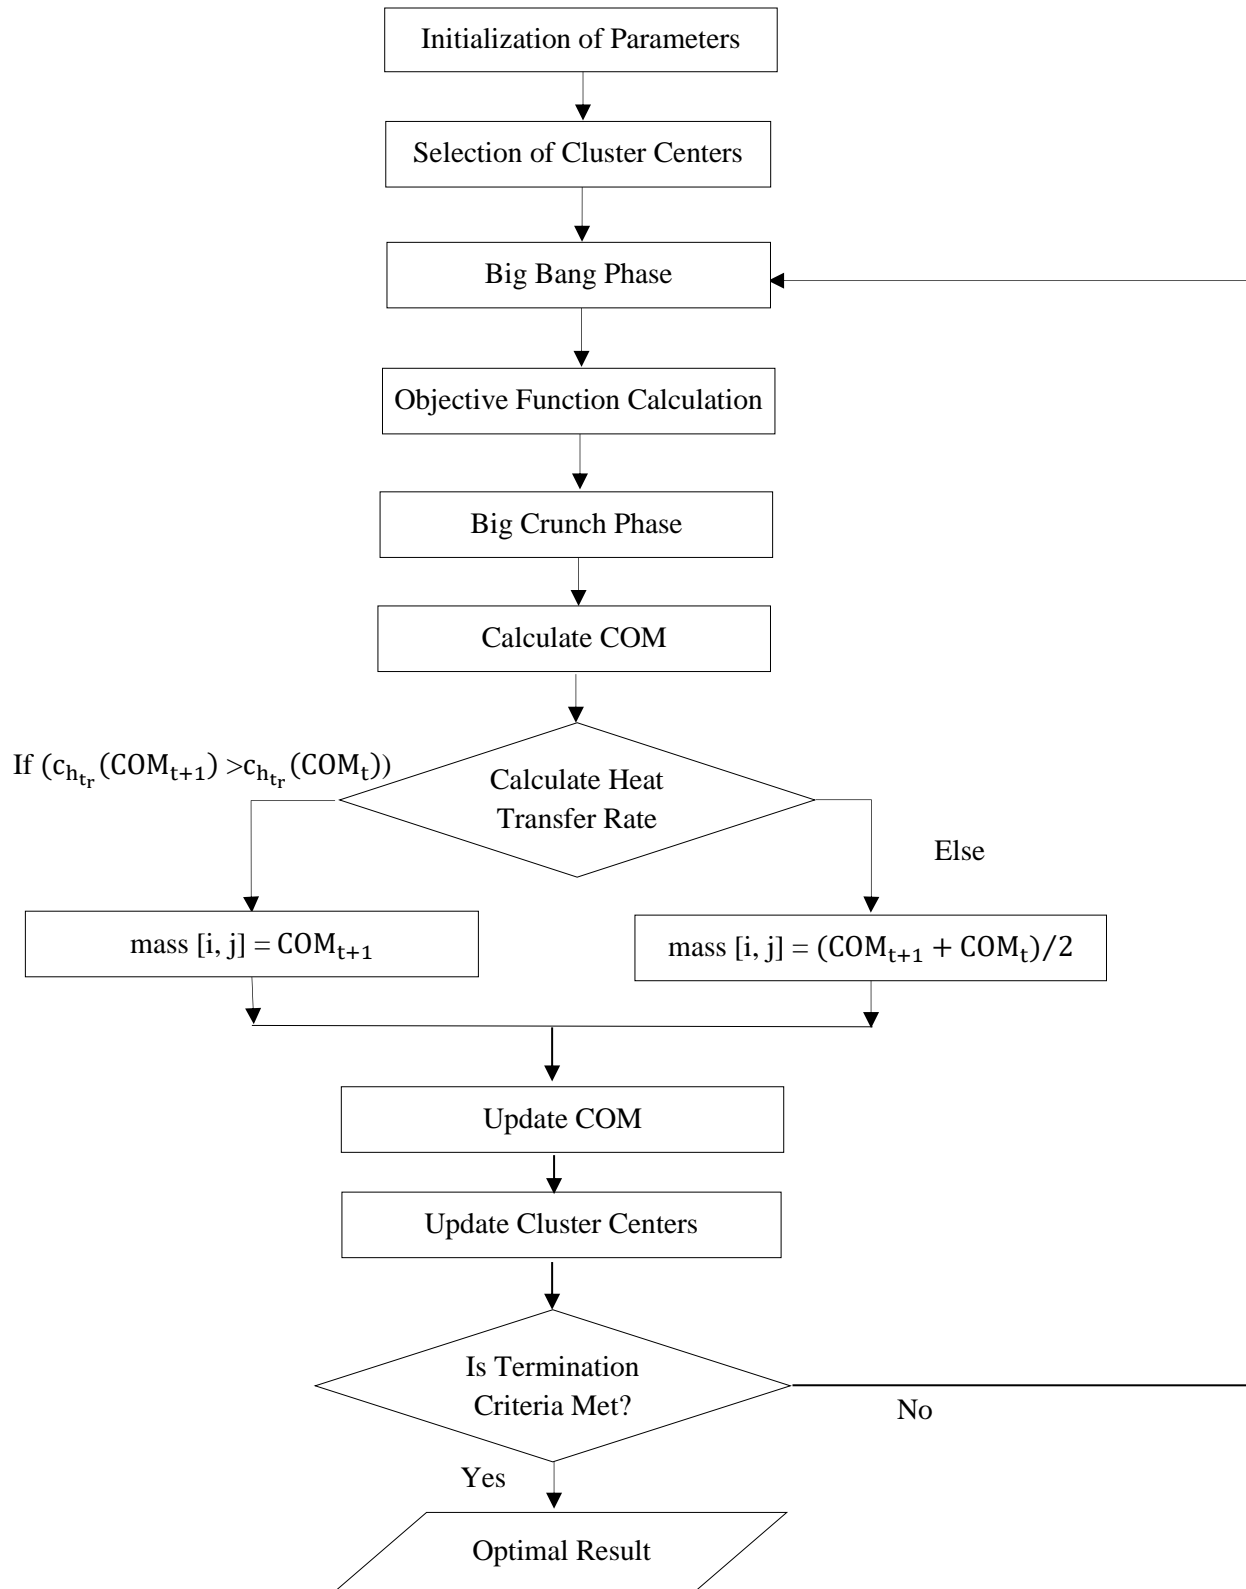 Initialization of Parameters
Selection of Cluster Centers
Big Bang Phase
Objective Function Calculation
Big Crunch Phase
Calculate COM
If (c_{h_{tr}}(COM_{t+1}) >c_{h_{tr}}(COM_t))
Calculate Heat
Transfer Rate
Else
mass [i, j] = COM_{t+1}
mass [i, j] = (COM_{t+1} + COM_t)/2
Update COM
Update Cluster Centers
Is Termination
Criteria Met?
No
Yes
Optimal Result